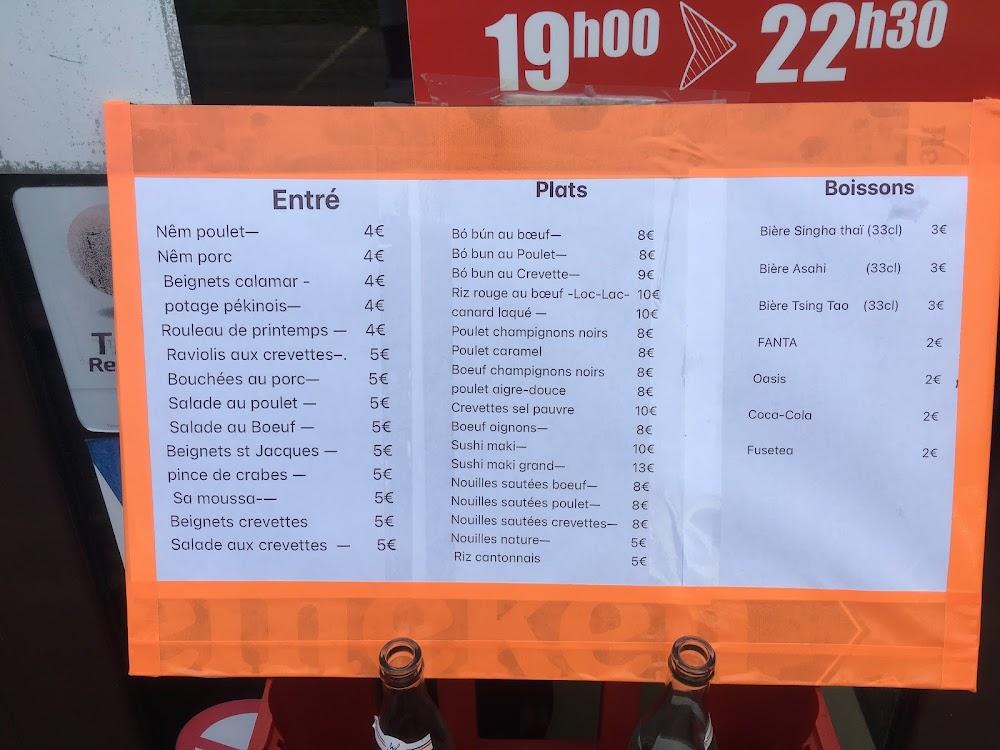 19h00 22h30
Entré
Nêm poulet— 4€
Nêm porc 4€
Beignets calamar - 4€
potage pékinois— 4€
Rouleau de printemps — 4€
Raviolis aux crevettes–. 5€
Bouchées au porc— 5€
Salade au poulet — 5€
Salade au Boeuf — 5€
Beignets st Jacques — 5€
pince de crabes — 5€
Sa moussa-— 5€
Beignets crevettes 5€
Salade aux crevettes — 5€
Plats
Bó bún au bœuf— 8€
Bó bun au Poulet— 8€
Bó bun au Crevette— 9€
Riz rouge au bœuf -Loc-Lac- 10€
canard laqué — 10€
Poulet champignons noirs 8€
Poulet caramel 8€
Boeuf champignons noirs 8€
poulet aigre-douce 8€
Crevettes sel pauvre 10€
Boeuf oignons— 8€
Sushi maki— 10€
Sushi maki grand— 13€
Nouilles sautées boeuf— 8€
Nouilles sautées poulet— 8€
Nouilles sautées crevettes— 8€
Nouilles nature— 5€
Riz cantonnais 5€
Boissons
Bière Singha thaï (33cl) 3€
Bière Asahi (33cl) 3€
Bière Tsing Tao (33cl) 3€
FANTA 2€
Oasis 2€
Coca-Cola 2€
Fusetea 2€